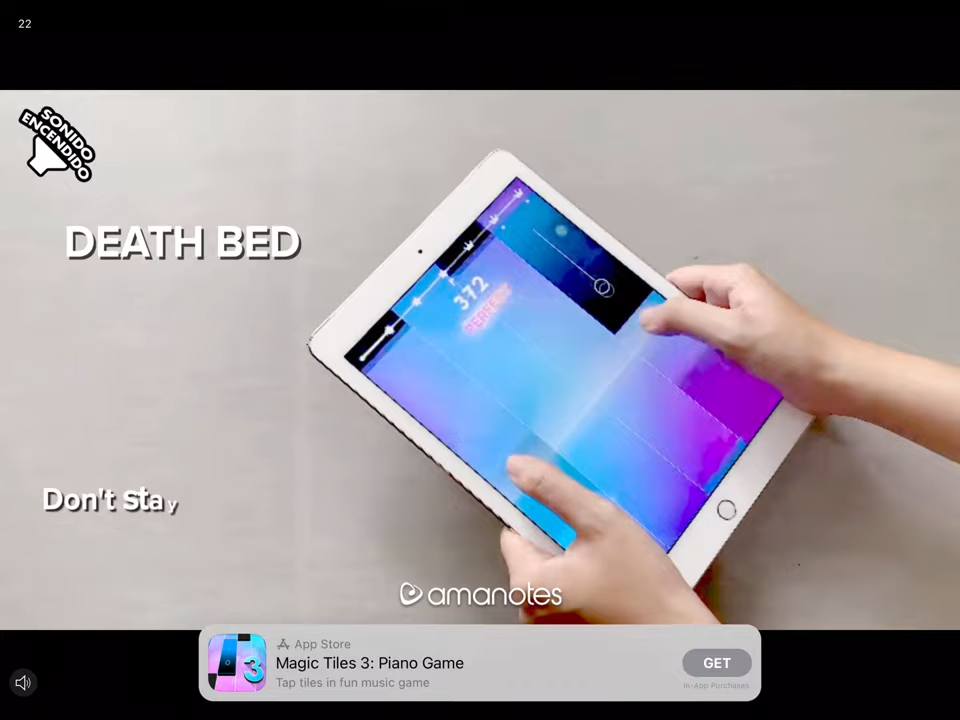 22
SONIDO
ENCENDIDO
DEATH BED
372
PERFECT
Don't stay
amanotes
App Store
Magic Tiles 3: Piano Game
Tap tiles in fun music game
GET
In-App Purchases
3